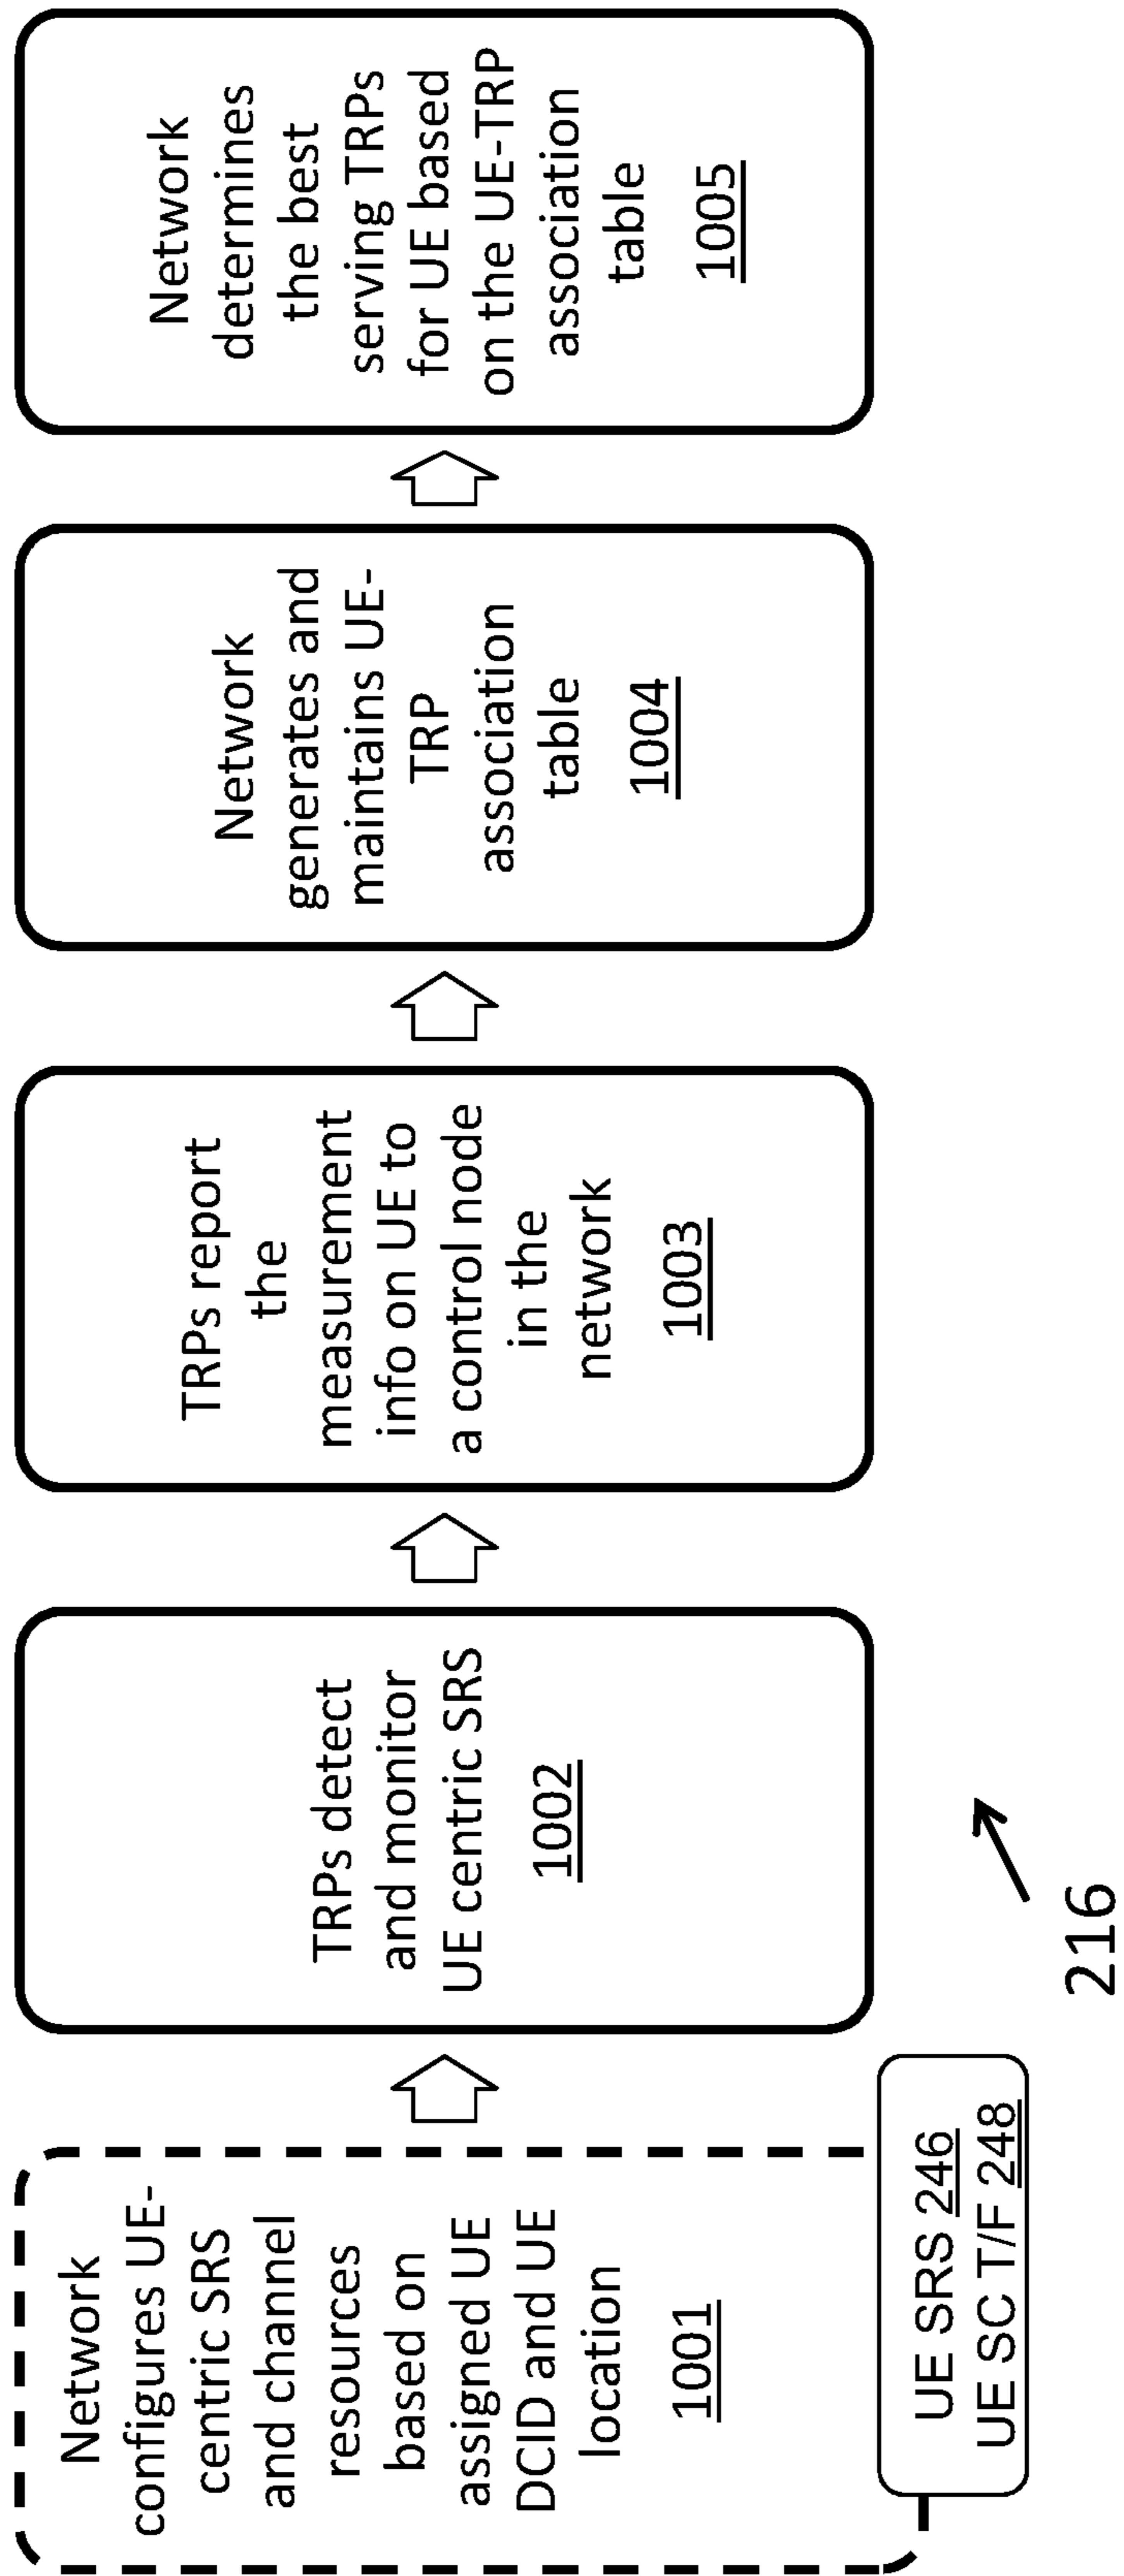 Network
configures UE-
centric SRS
and channel
resources
based on
assigned UE
DCID and UE
location
1001
UE SRS 246
UE SC T/F 248
TRPs detect
and monitor
UE centric SRS
1002
TRPs report
the
measurement
info on UE to
a control node
in the
network
1003
Network
generates and
maintains UE-
TRP
association
table
1004
Network
determines
the best
serving TRPs
for UE based
on the UE-TRP
association
table
1005
216